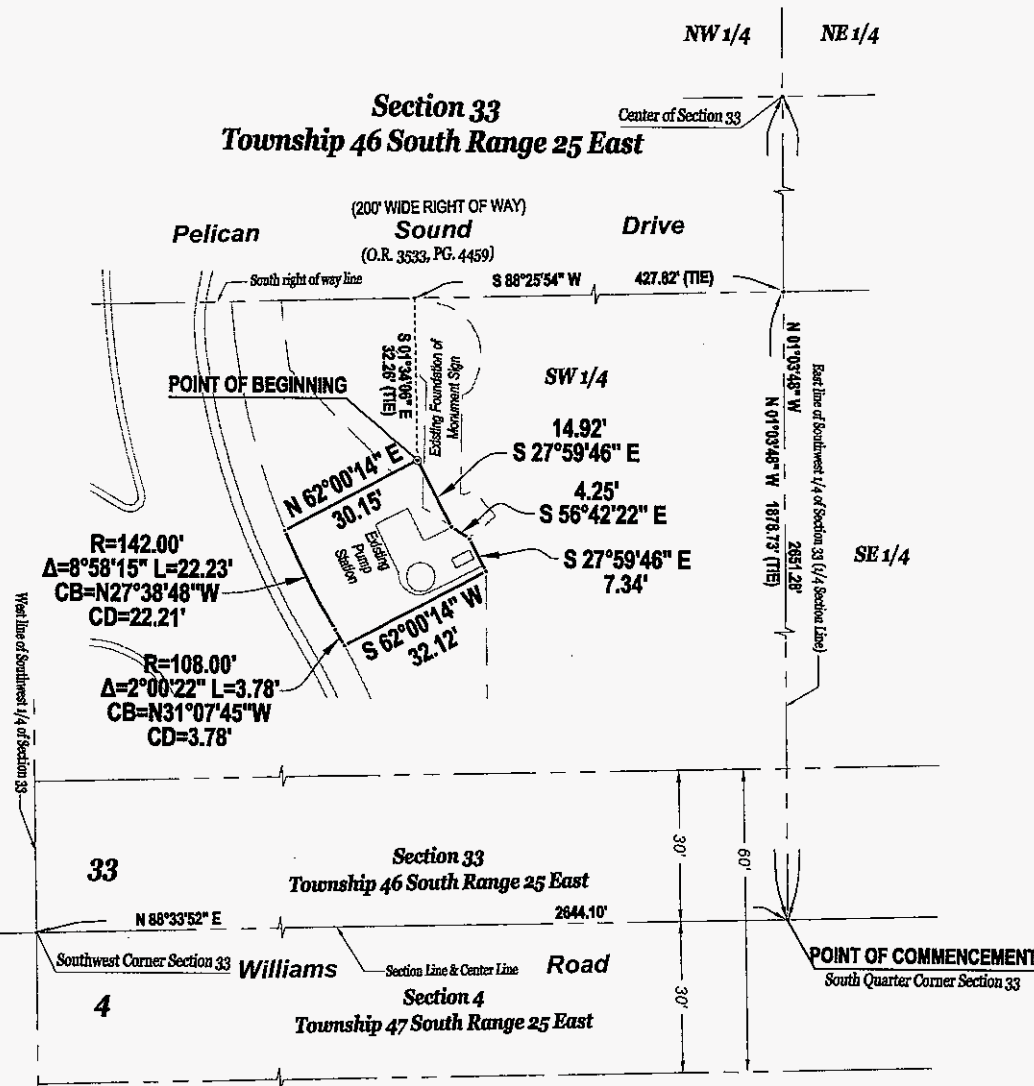 NW 1/4
NE 1/4
Section 33
Township 46 South Range 25 East
Center of Section 33
(200' WIDE RIGHT OF WAY)
Pelican
Sound
Drive
(O.R. 3533, PG. 4459)
South right of way line
S 88°25'54" W
427.82' (TIE)
S 01°34'06" E
32.26' (TIE)
Existing Foundation of
Monument Sign
POINT OF BEGINNING
SW 1/4
N 01°03'48" W
2651.28'
N 01°03'48" W 1878.73' (TIE)
East line of Southwest 1/4 of Section 33 (1/4 Section Line)
14.92'
S 27°59'46" E
4.25'
S 56°42'22" E
S 27°59'46" E
7.34'
SE 1/4
N 62°00'14" E
30.15'
Existing
Pump
Station
S 62°00'14" W
32.12'
R=142.00'
Δ=8°58'15" L=22.23'
CB=N27°38'48"W
CD=22.21'
R=108.00'
Δ=2°00'22" L=3.78'
CB=N31°07'45"W
CD=3.78'
West line of Southwest 1/4 of Section 33
33
Section 33
Township 46 South Range 25 East
30'
60'
N 88°33'52" E
2644.10'
Southwest Corner Section 33
Williams
Section Line & Center Line
Road
POINT OF COMMENCEMENT
South Quarter Corner Section 33
4
Section 4
Township 47 South Range 25 East
30'